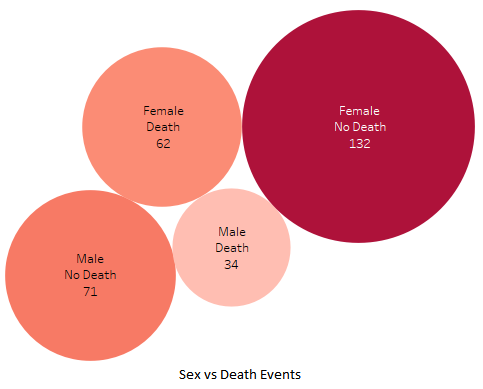 Female
Death
62
Female
No Death
132
Male
No Death
71
Male
Death
34
Sex vs Death Events